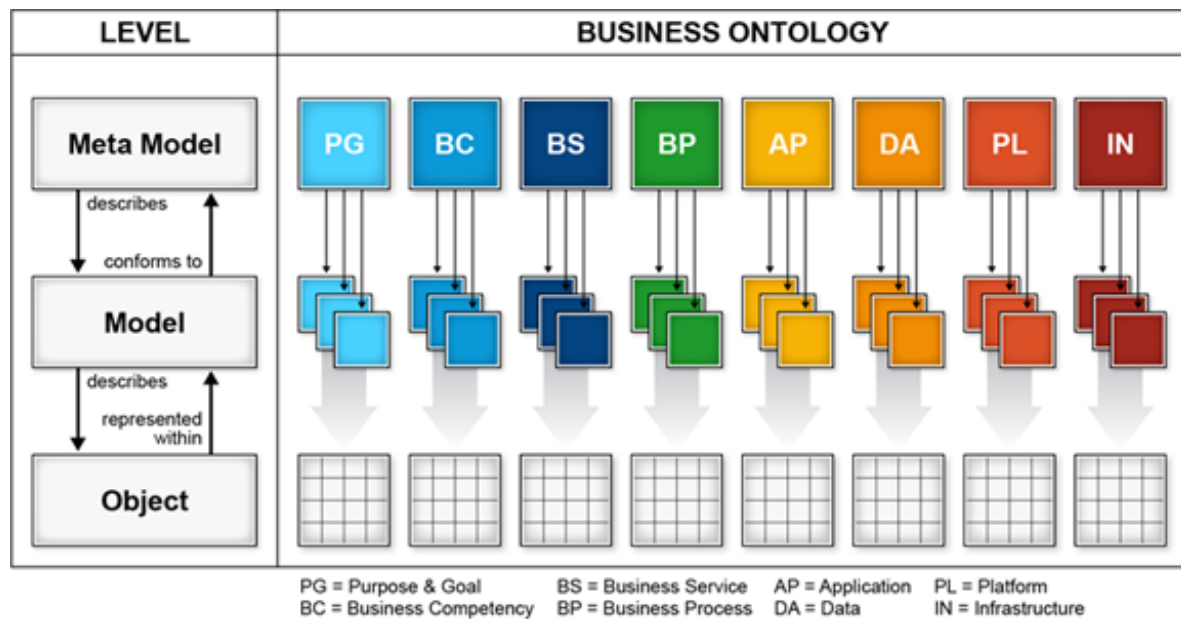 LEVEL
BUSINESS ONTOLOGY
Meta Model
PG BC BS BP AP DA PL IN
describes
conforms to
Model
describes
represented
within
Object
PG = Purpose & Goal BS = Business Service AP = Application PL = Platform
BC = Business Competency BP = Business Process DA = Data IN = Infrastructure